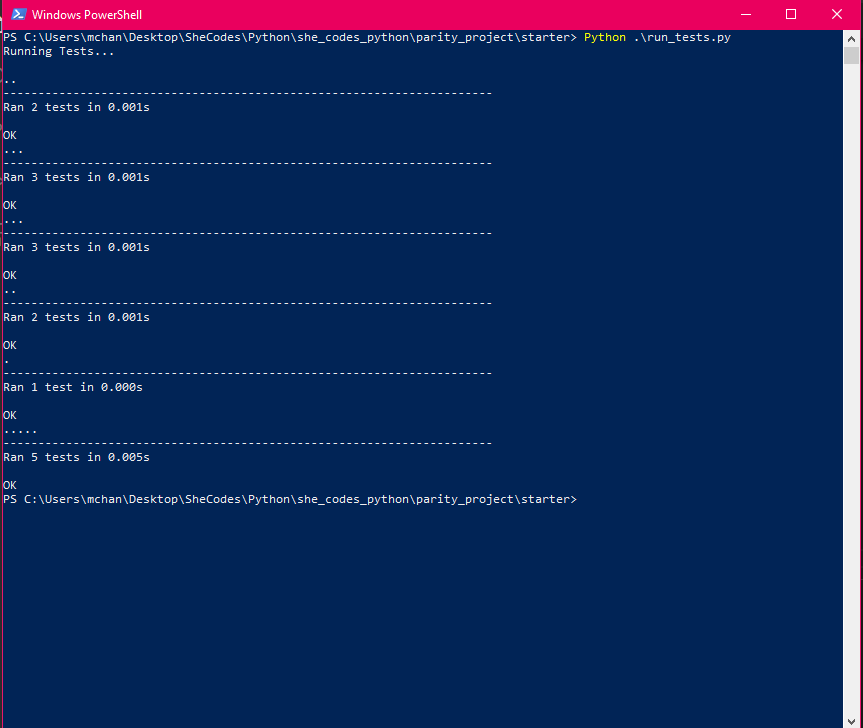 Windows PowerShell
PS C:\Users\mchan\Desktop\SheCodes\Python\she_codes_python\parity_project\starter> Python .\run_tests.py
Running Tests...
..
----------------------------------------------------------------------
Ran 2 tests in 0.001s
OK
...
----------------------------------------------------------------------
Ran 3 tests in 0.001s
OK
...
----------------------------------------------------------------------
Ran 3 tests in 0.001s
OK
..
----------------------------------------------------------------------
Ran 2 tests in 0.001s
OK
.
----------------------------------------------------------------------
Ran 1 test in 0.000s
OK
.....
----------------------------------------------------------------------
Ran 5 tests in 0.005s
OK
PS C:\Users\mchan\Desktop\SheCodes\Python\she_codes_python\parity_project\starter>